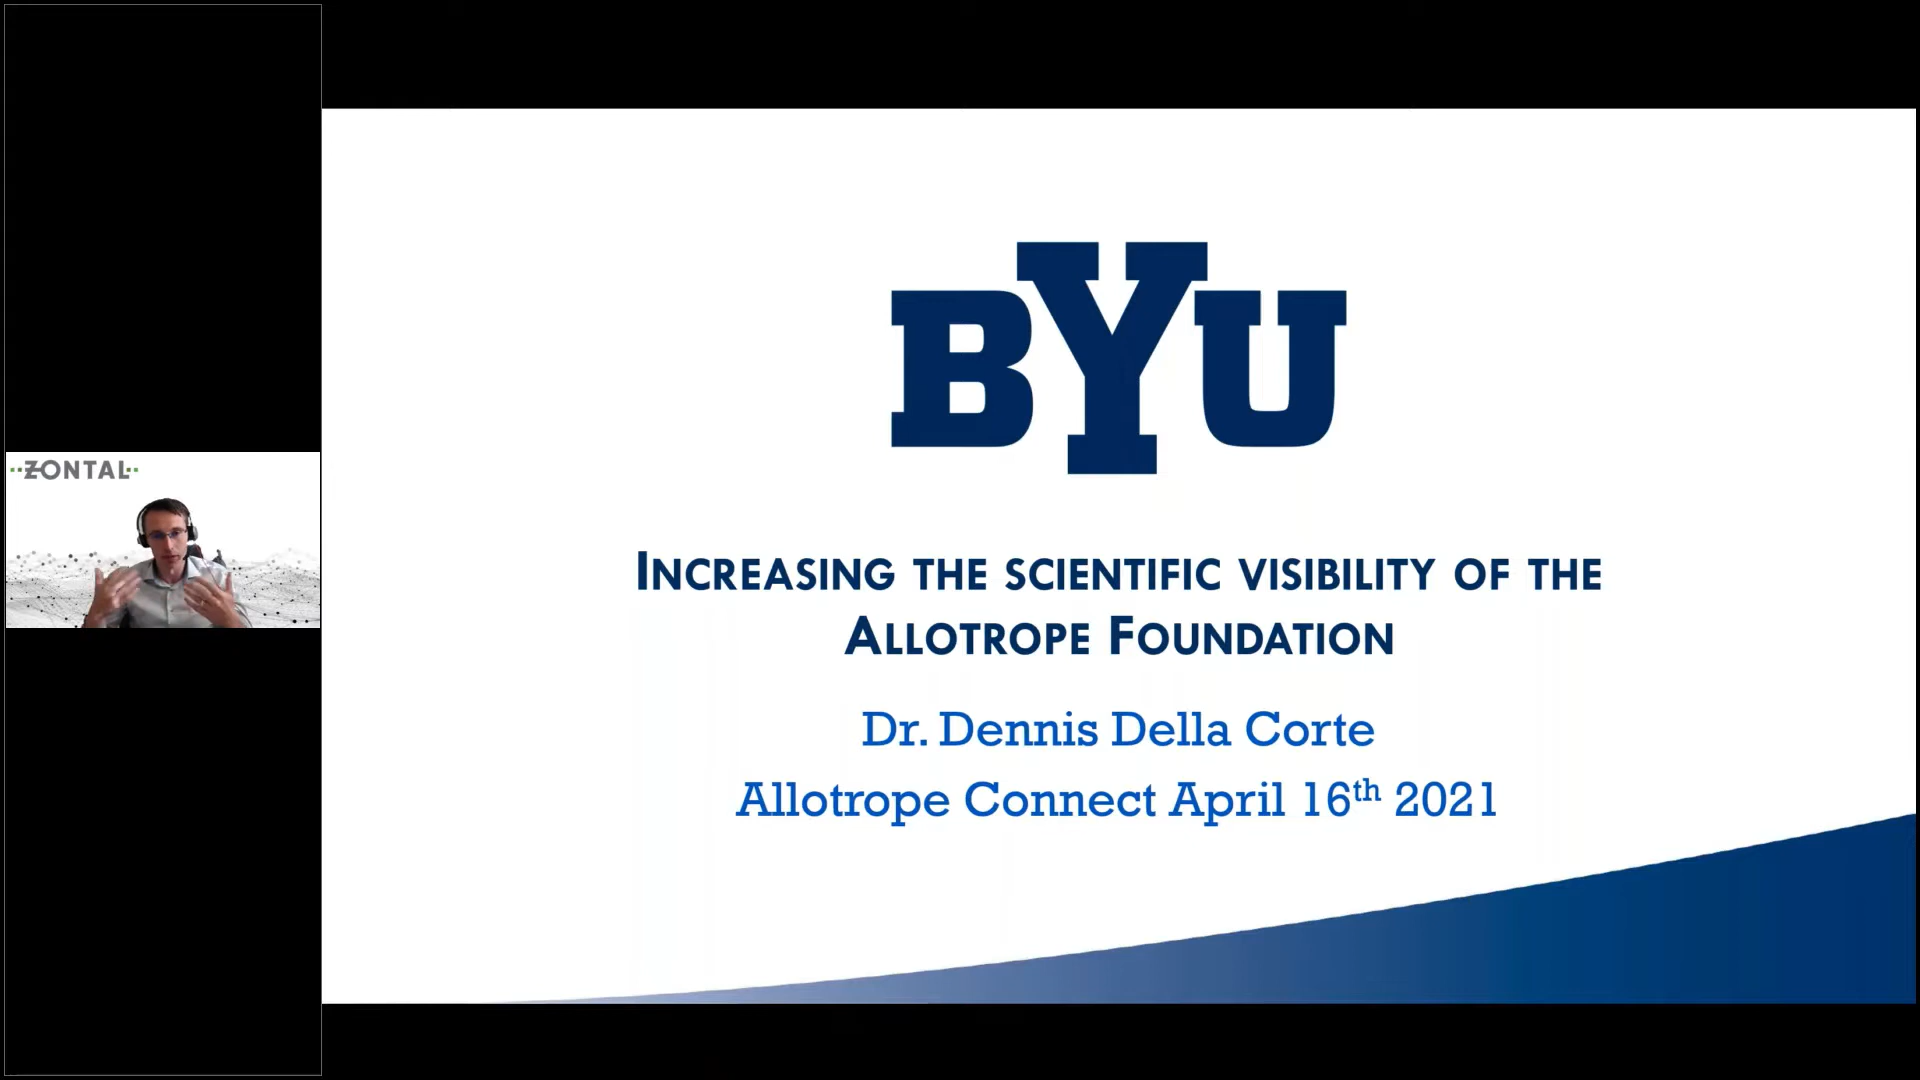 ZONTAL
BYU
INCREASING THE SCIENTIFIC VISIBILITY OF THE
ALLOTROPE FOUNDATION
Dr. Dennis Della Corte
Allotrope Connect April 16th 2021